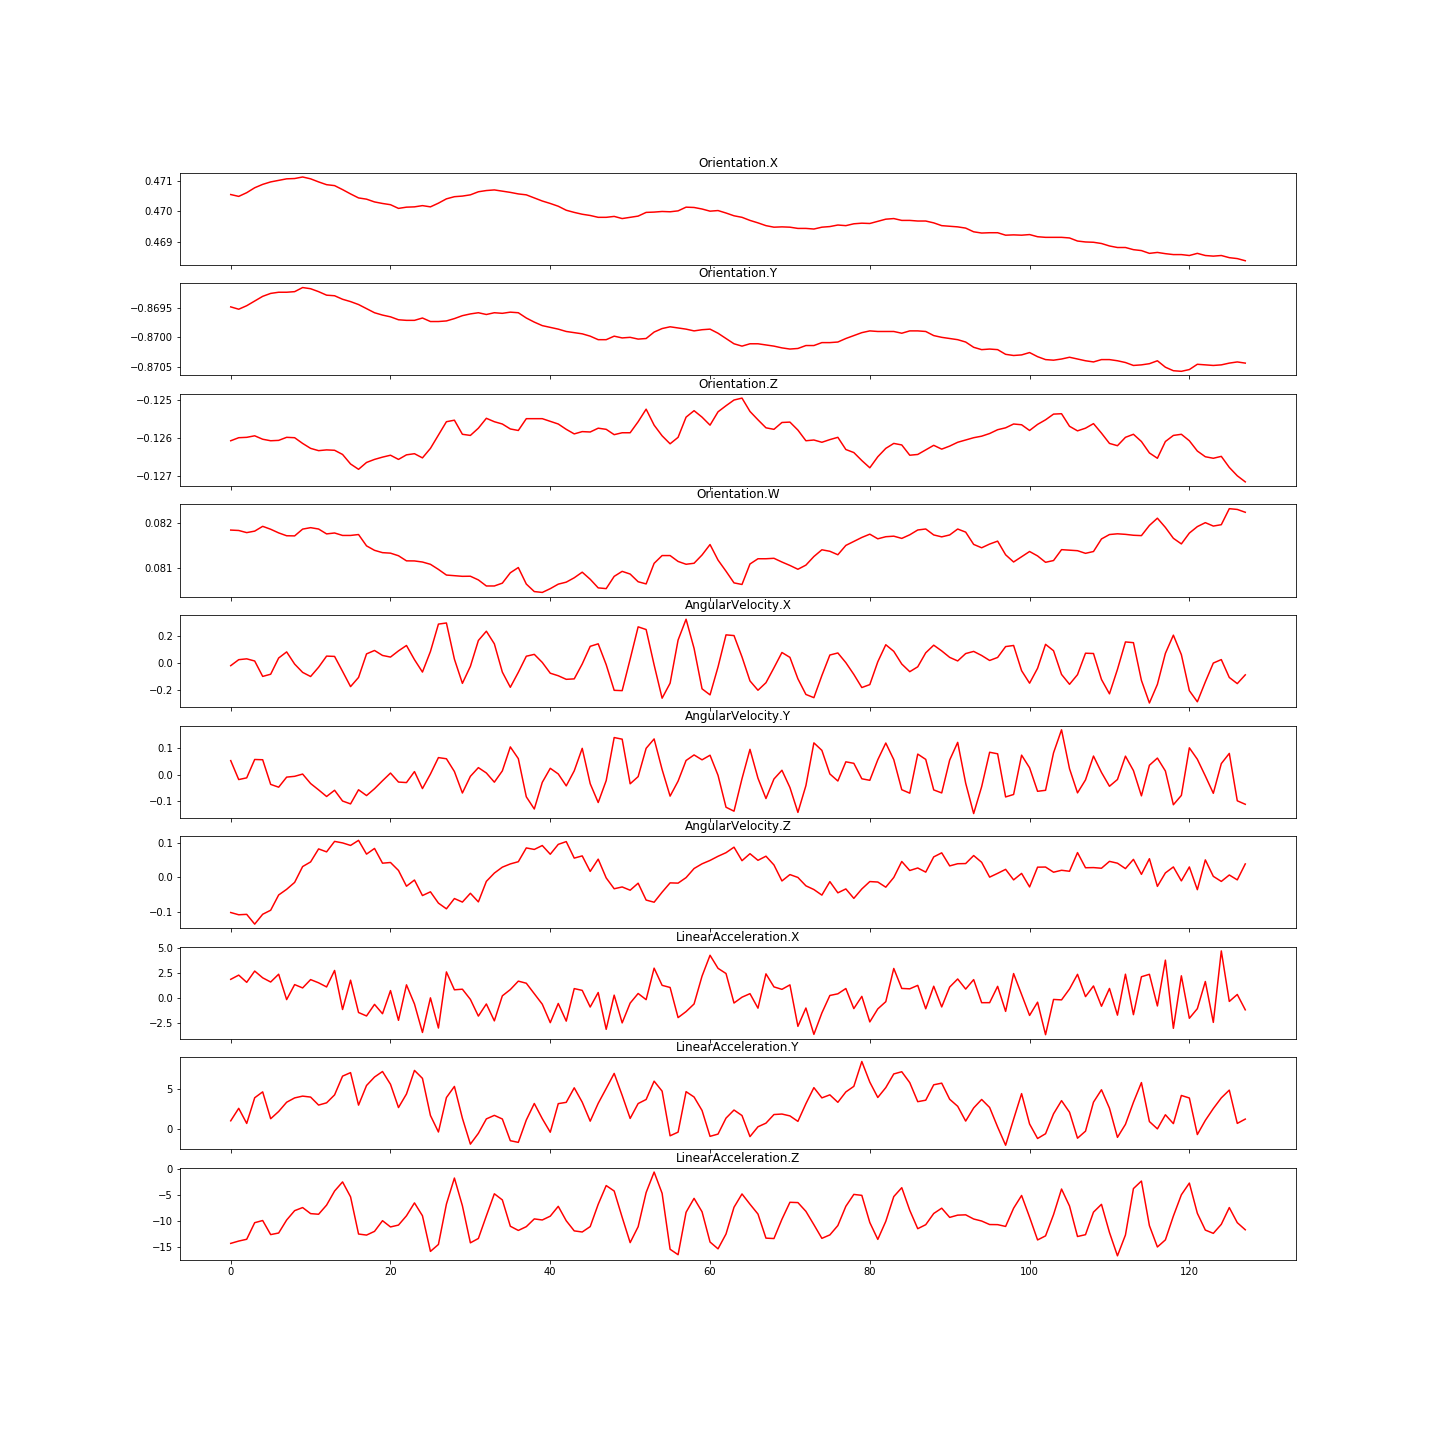 Orientation.X
0.471
0.470
0.469
Orientation.Y
−0.8695
−0.8700
−0.8705
Orientation.Z
−0.125
−0.126
−0.127
Orientation.W
0.082
0.081
AngularVelocity.X
0.2
0.0
−0.2
AngularVelocity.Y
0.1
0.0
−0.1
AngularVelocity.Z
0.1
0.0
−0.1
LinearAcceleration.X
5.0
2.5
0.0
−2.5
LinearAcceleration.Y
5
0
LinearAcceleration.Z
0
−5
−10
−15
0 20 40 60 80 100 120